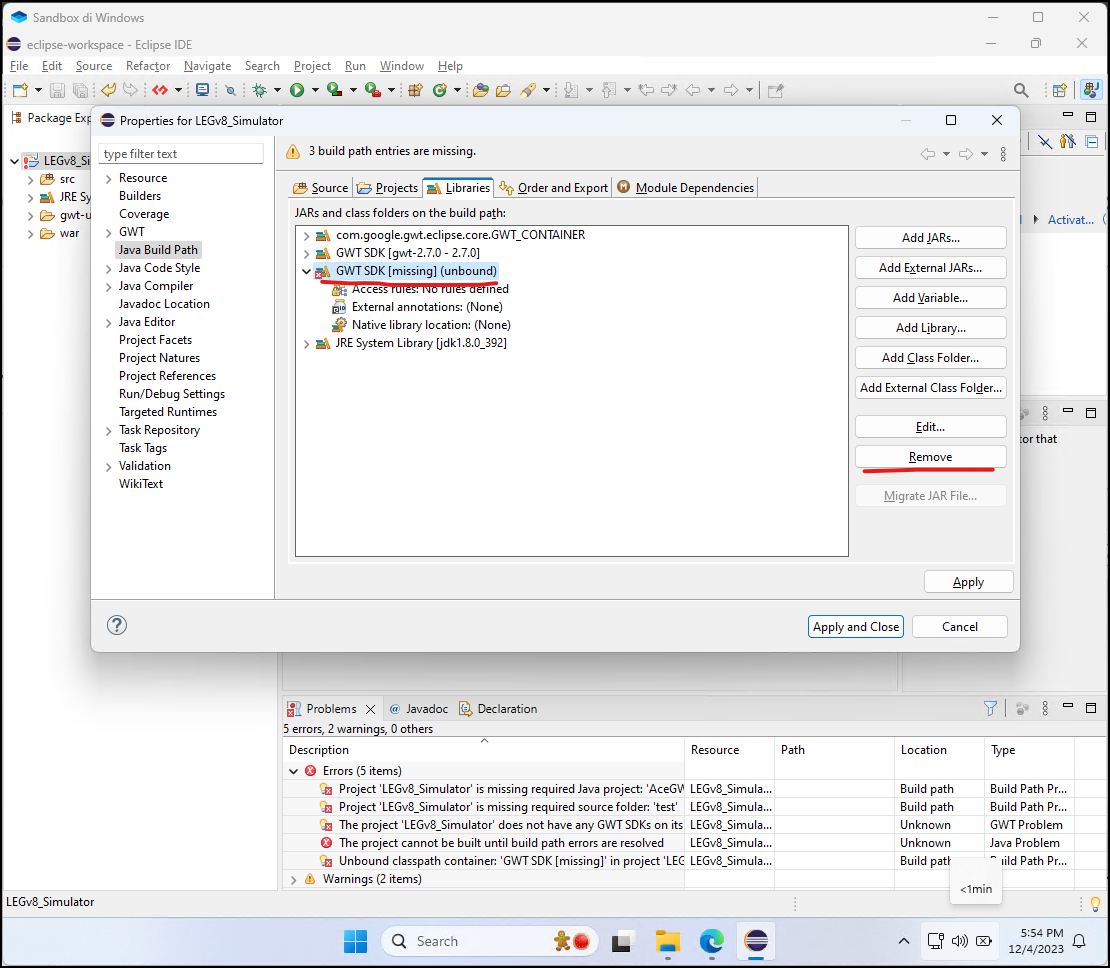 Sandbox di Windows
eclipse-workspace - Eclipse IDE
File Edit Source Refactor Navigate Search Project Run Window Help
Package Exp
Properties for LEGv8_Simulator
type filter text
3 build path entries are missing.
LEGv8_Si
src
JRE Sy
gwt-u
war
Resource
Builders
Coverage
GWT
Java Build Path
Java Code Style
Java Compiler
Javadoc Location
Java Editor
Project Facets
Project Natures
Project References
Run/Debug Settings
Targeted Runtimes
Task Repository
Task Tags
Validation
WikiText
Source Projects Libraries Order and Export Module Dependencies
JARs and class folders on the build path:
com.google.gwt.eclipse.core.GWT_CONTAINER
GWT SDK [gwt-2.7.0 - 2.7.0]
GWT SDK [missing] (unbound)
Access rules: No rules defined
External annotations: (None)
Native library location: (None)
JRE System Library [jdk1.8.0_392]
Add JARs...
Add External JARs...
Add Variable...
Add Library...
Add Class Folder...
Add External Class Folder...
Edit...
Remove
Migrate JAR File...
Activat...
tor that
Apply
?
Apply and Close Cancel
Problems @ Javadoc Declaration
5 errors, 2 warnings, 0 others
Description Resource Path Location Type
Errors (5 items)
Project 'LEGv8_Simulator' is missing required Java project: 'AceGW LEGv8_Simula... Build path Build Path Pr...
Project 'LEGv8_Simulator' is missing required source folder: 'test' LEGv8_Simula... Build path Build Path Pr...
The project 'LEGv8_Simulator' does not have any GWT SDKs on its LEGv8_Simula... Unknown GWT Problem
The project cannot be built until build path errors are resolved LEGv8_Simula... Unknown Java Problem
Unbound classpath container: 'GWT SDK [missing]' in project 'LEG LEGv8_Simula... Build path Build Path Pr...
Warnings (2 items)
<1min
LEGv8_Simulator
Search
5:54 PM
12/4/2023